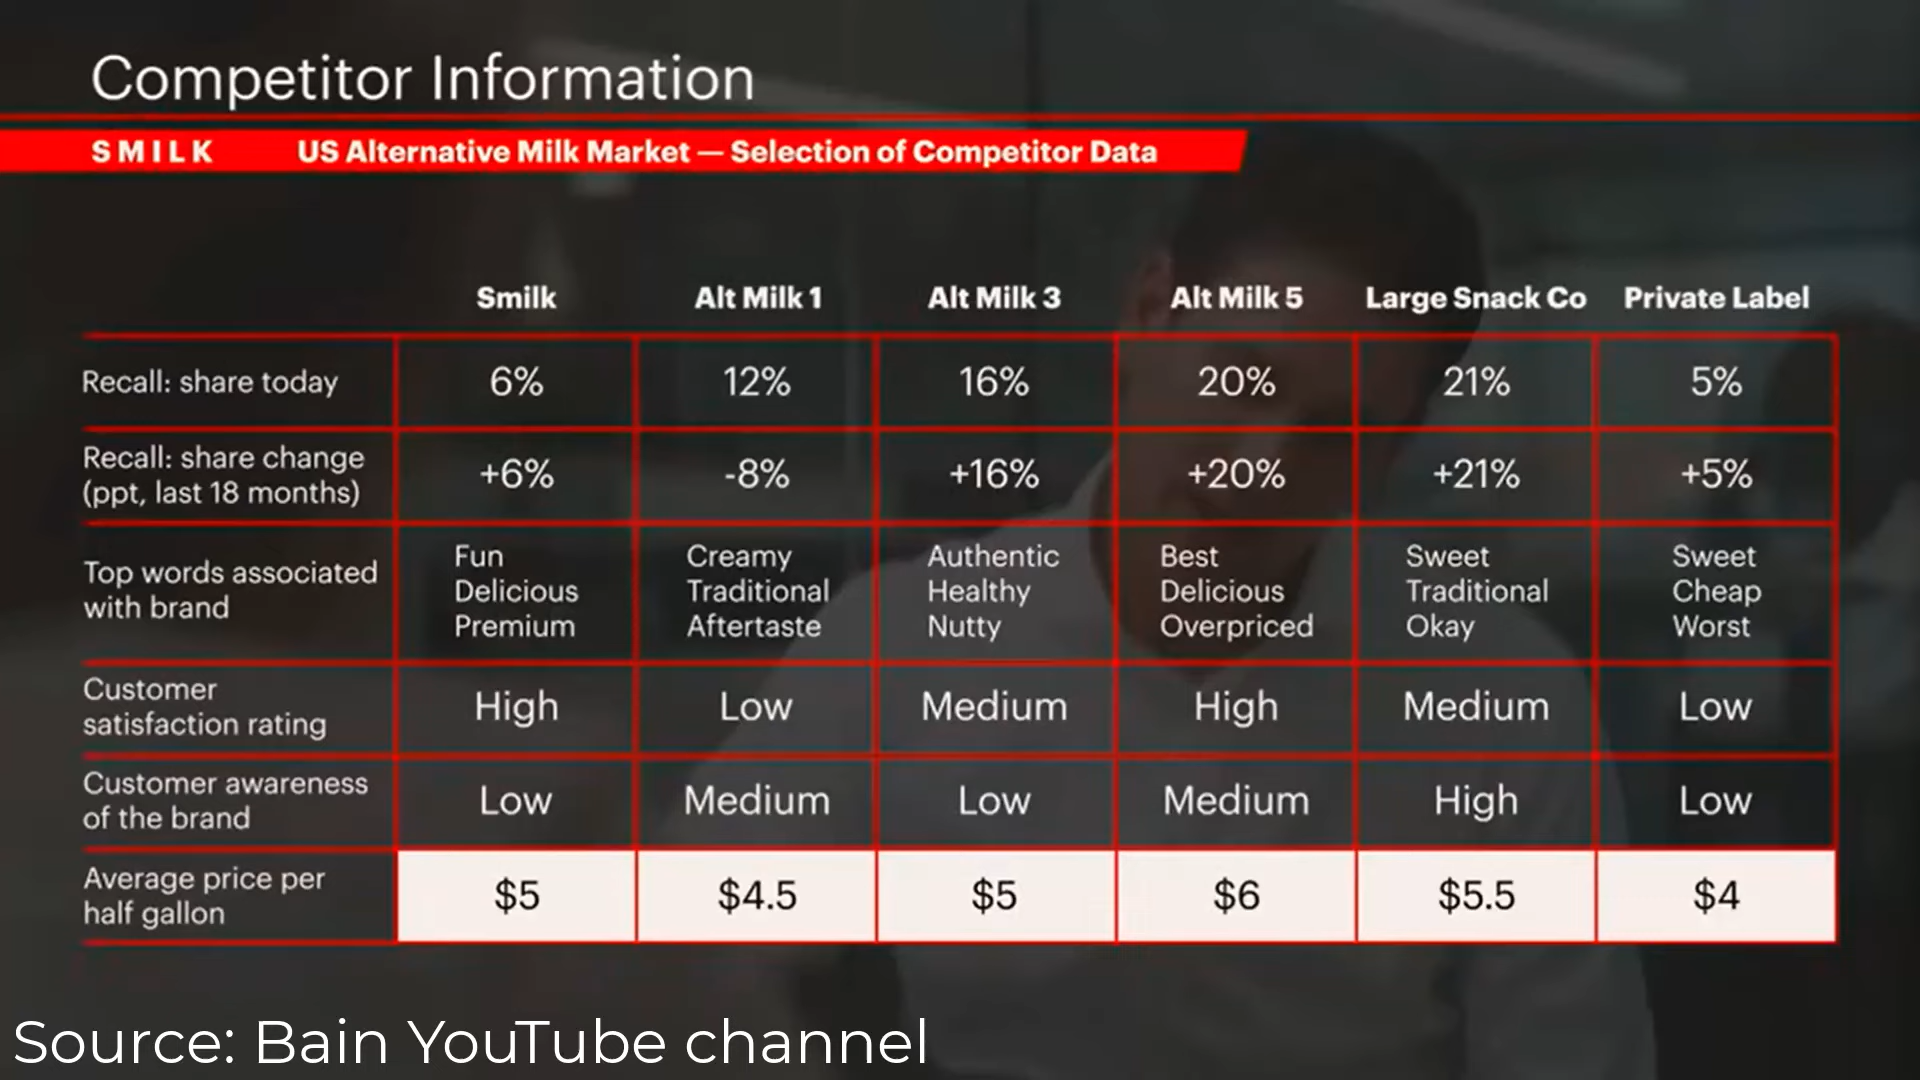 Competitor Information
SMILK US Alternative Milk Market — Selection of Competitor Data
Smilk Alt Milk 1 Alt Milk 3 Alt Milk 5 Large Snack Co Private Label
Recall: share today 6% 12% 16% 20% 21% 5%
Recall: share change
(ppt, last 18 months) +6% -8% +16% +20% +21% +5%
Top words associated
with brand
Fun Creamy Authentic Best Sweet Sweet
Delicious Traditional Healthy Delicious Traditional Cheap
Premium Aftertaste Nutty Overpriced Okay Worst
Customer
satisfaction rating High Low Medium High Medium Low
Customer awareness
of the brand Low Medium Low Medium High Low
Average price per
half gallon $5 $4.5 $5 $6 $5.5 $4
Source: Bain YouTube channel